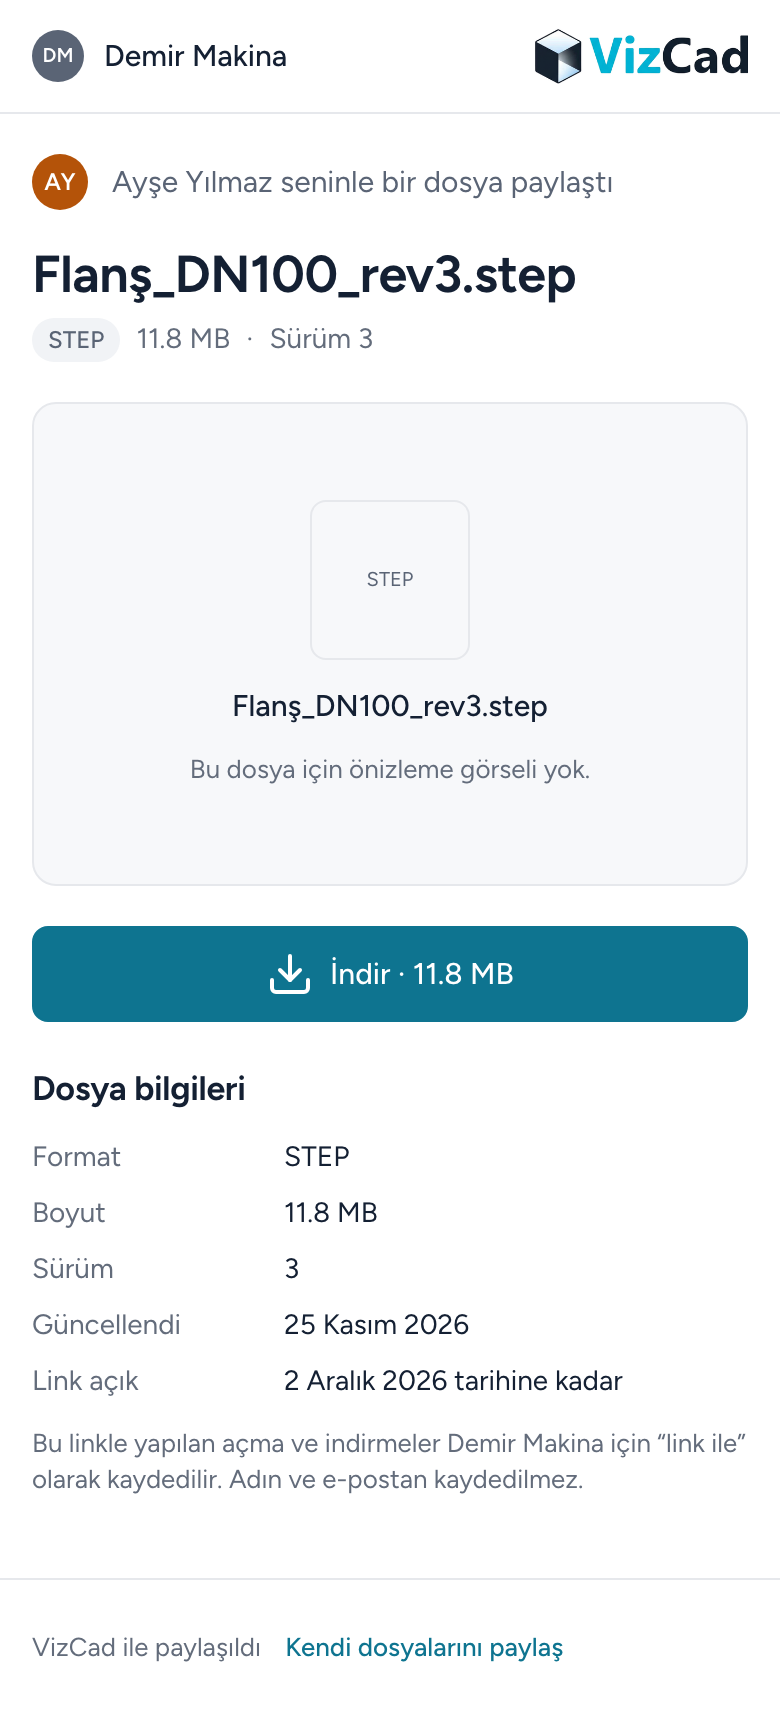 DM Demir Makina VizCad
AY Ayşe Yılmaz seninle bir dosya paylaştı
Flanş_DN100_rev3.step
STEP 11.8 MB · Sürüm 3
STEP
Flanş_DN100_rev3.step
Bu dosya için önizleme görseli yok.
İndir · 11.8 MB
Dosya bilgileri
Format STEP
Boyut 11.8 MB
Sürüm 3
Güncellendi 25 Kasım 2026
Link açık 2 Aralık 2026 tarihine kadar
Bu linkle yapılan açma ve indirmeler Demir Makina için “link ile”
olarak kaydedilir. Adın ve e-postan kaydedilmez.
VizCad ile paylaşıldı Kendi dosyalarını paylaş